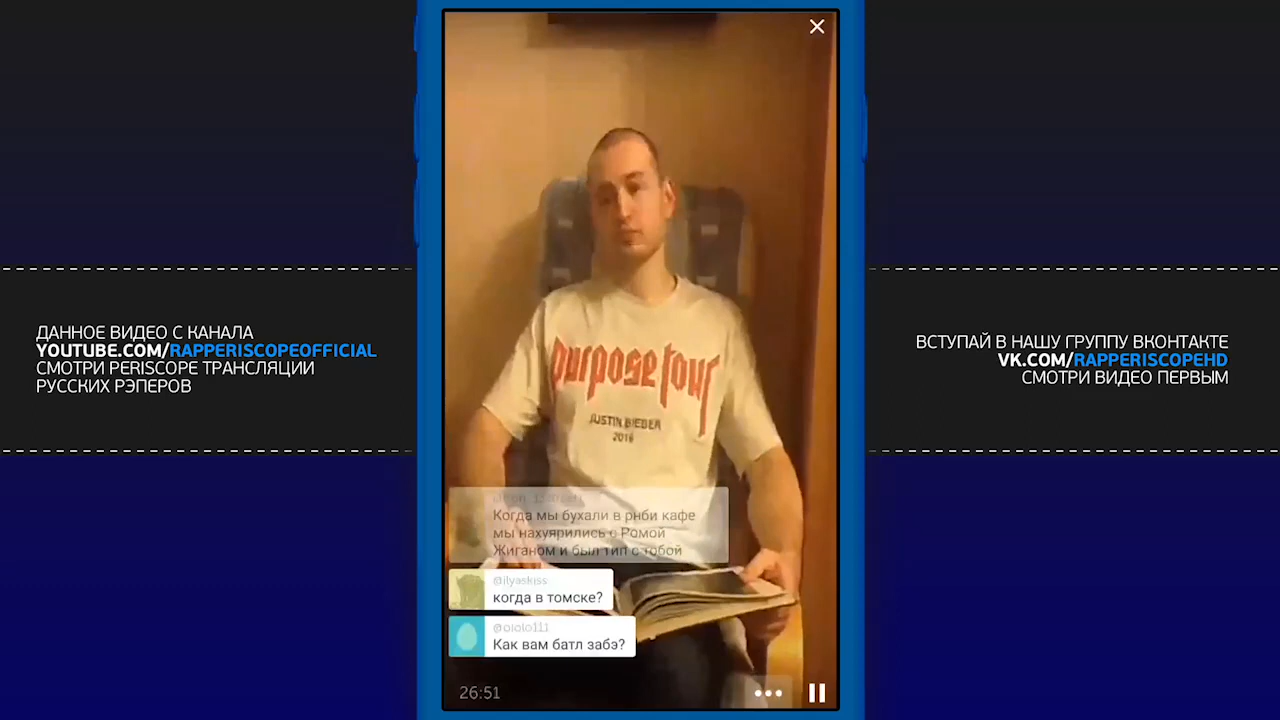 ДАННОЕ ВИДЕО С КАНАЛА
YOUTUBE.COM/RAPPERISCOPEOFFICIAL
СМОТРИ PERISCOPE ТРАНСЛЯЦИИ
РУССКИХ РЭПЕРОВ
purpose tour
JUSTIN BIEBER
2016
Когда мы бухали в рнби кафе
мы нахуярились с Ромой
Жиганом и был тип с тобой
@ilyaskiss
когда в томске?
@ololo111
Как вам батл забэ?
26:51
ВСТУПАЙ В НАШУ ГРУППУ ВКОНТАКТЕ
VK.COM/RAPPERISCOPEHD
СМОТРИ ВИДЕО ПЕРВЫМ